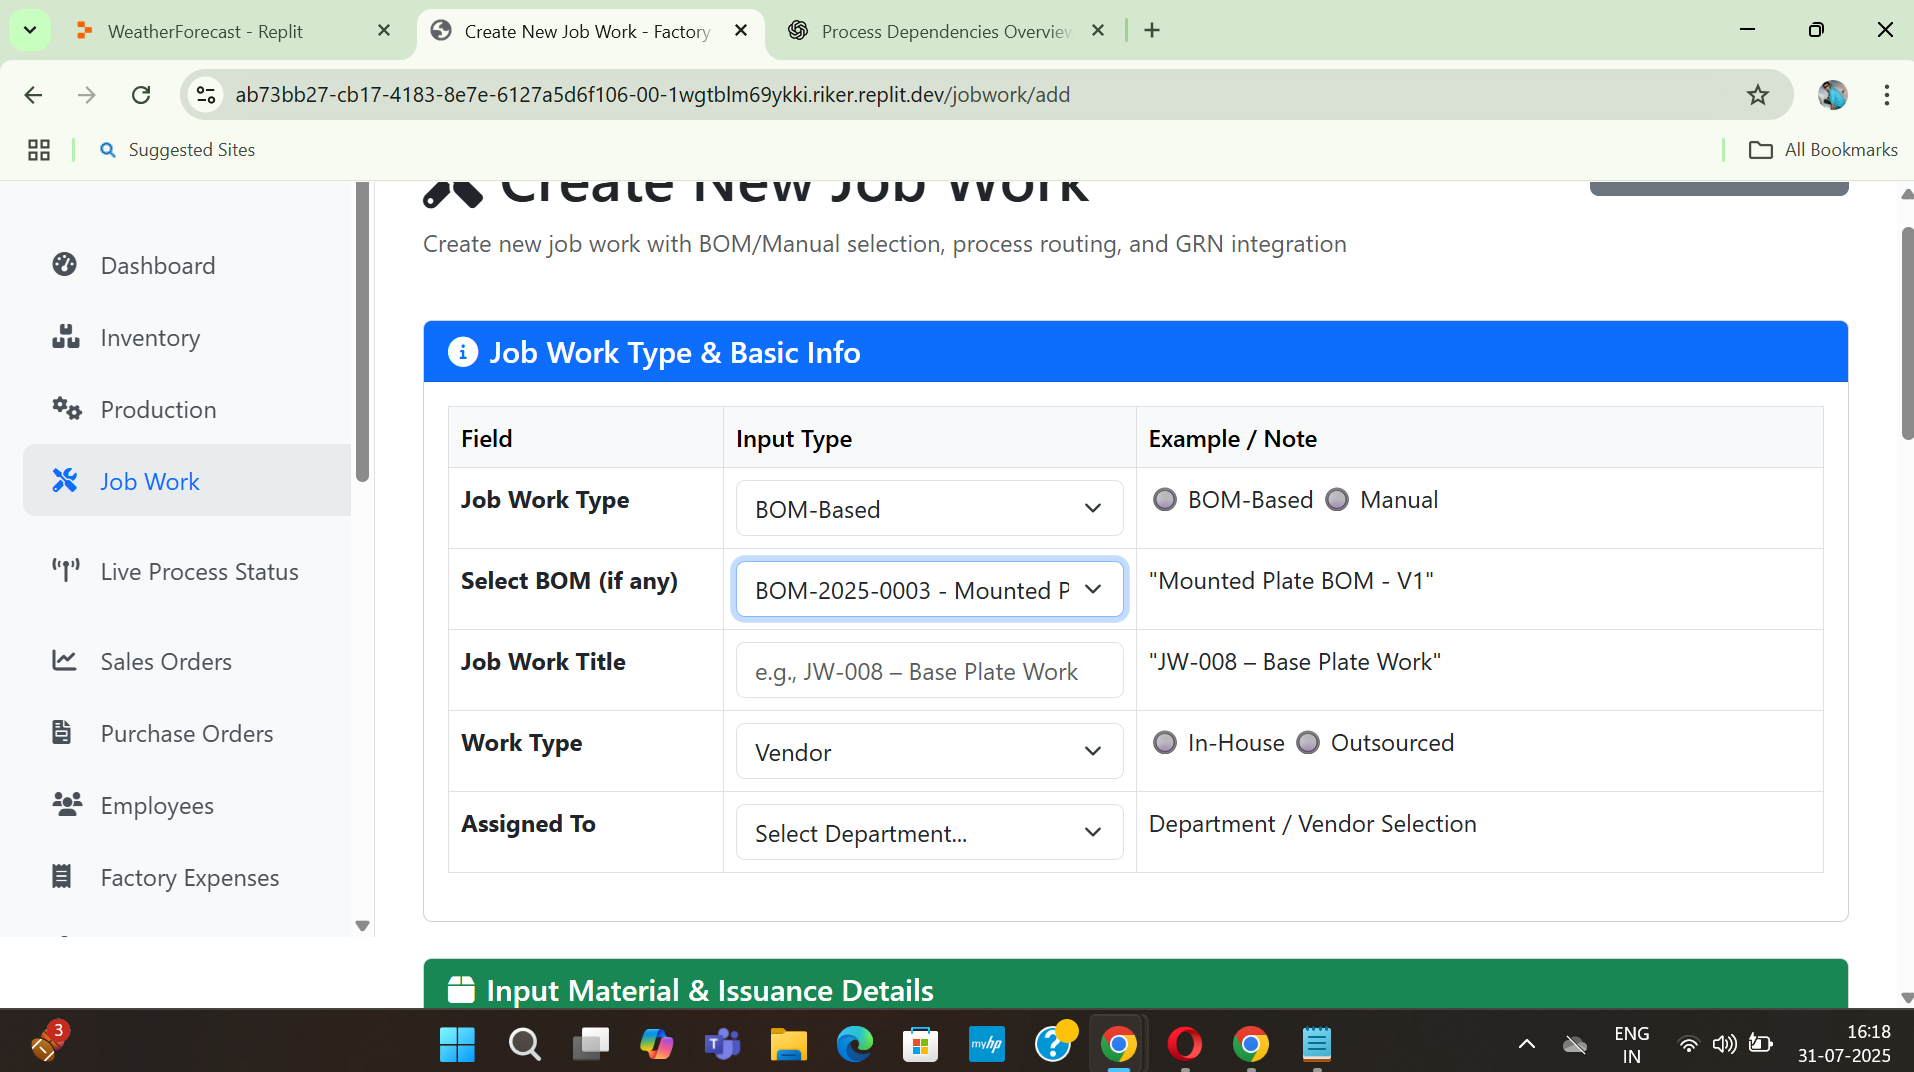 WeatherForecast - Replit
Create New Job Work - Factory
Process Dependencies Overview
ab73bb27-cb17-4183-8e7e-6127a5d6f106-00-1wgtblm69ykki.riker.replit.dev/jobwork/add
Suggested Sites
All Bookmarks
Create New Job Work
Create new job work with BOM/Manual selection, process routing, and GRN integration
Dashboard
Inventory
Production
Job Work
Live Process Status
Sales Orders
Purchase Orders
Employees
Factory Expenses
Job Work Type & Basic Info
Field Input Type Example / Note
Job Work Type BOM-Based BOM-Based Manual
Select BOM (if any) BOM-2025-0003 - Mounted P "Mounted Plate BOM - V1"
Job Work Title e.g., JW-008 – Base Plate Work "JW-008 – Base Plate Work"
Work Type Vendor In-House Outsourced
Assigned To Select Department... Department / Vendor Selection
Input Material & Issuance Details
3
myhp
ENG
IN
16:18
31-07-2025